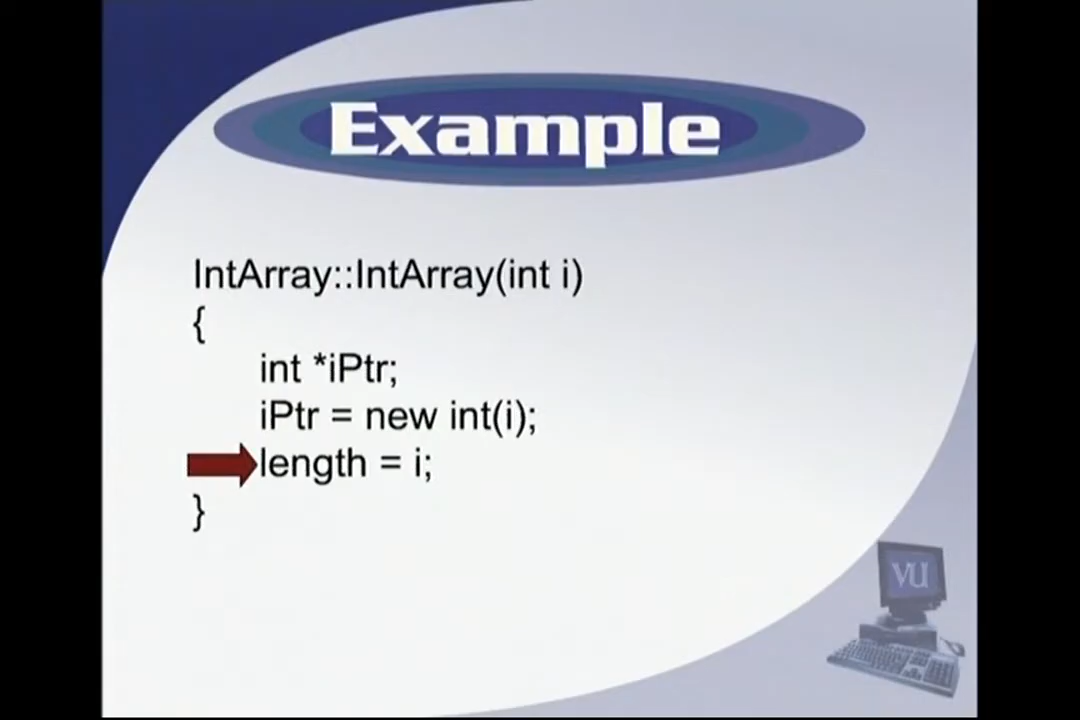 Example
IntArray::IntArray(int i)
{
int *iPtr;
iPtr = new int(i);
length = i;
}
VU